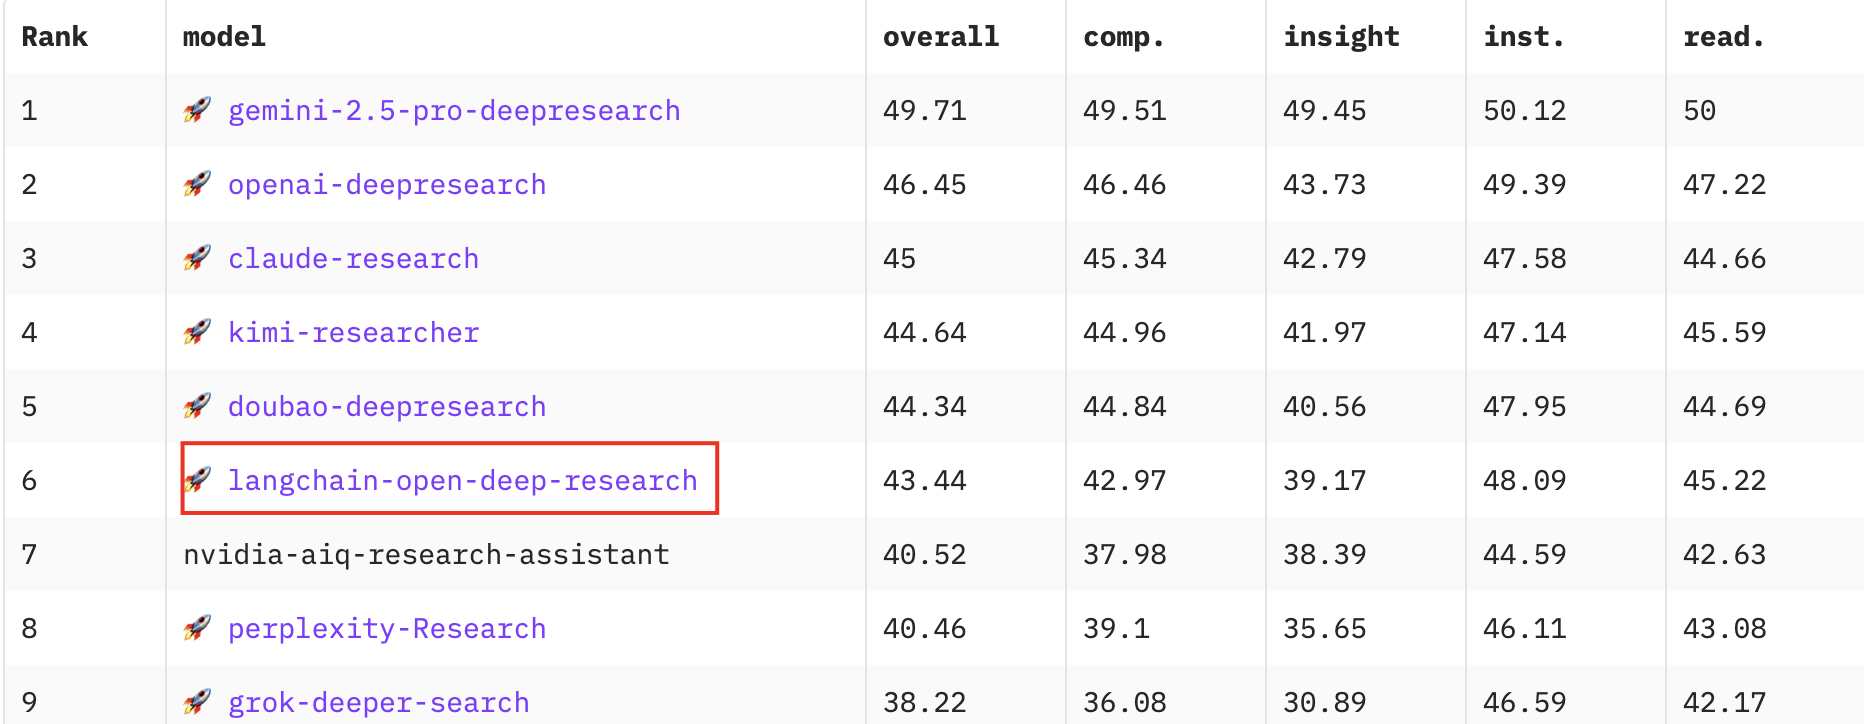 Rank model overall comp. insight inst. read.
1 🚀 gemini-2.5-pro-deepresearch 49.71 49.51 49.45 50.12 50
2 🚀 openai-deepresearch 46.45 46.46 43.73 49.39 47.22
3 🚀 claude-research 45 45.34 42.79 47.58 44.66
4 🚀 kimi-researcher 44.64 44.96 41.97 47.14 45.59
5 🚀 doubao-deepresearch 44.34 44.84 40.56 47.95 44.69
6 🚀 langchain-open-deep-research 43.44 42.97 39.17 48.09 45.22
7 nvidia-aiq-research-assistant 40.52 37.98 38.39 44.59 42.63
8 🚀 perplexity-Research 40.46 39.1 35.65 46.11 43.08
9 🚀 grok-deeper-search 38.22 36.08 30.89 46.59 42.17